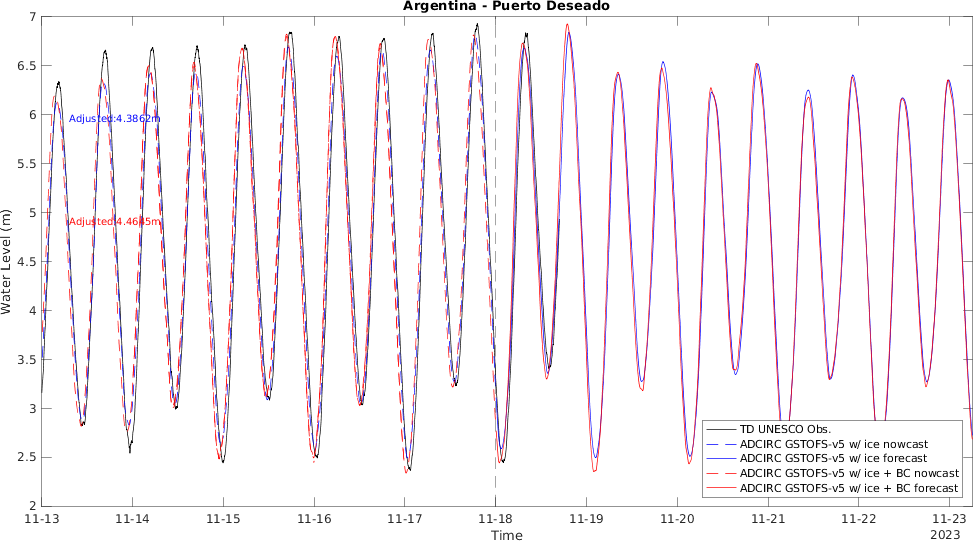 Argentina - Puerto Deseado
7
6.5
6
5.5
5
4.5
4
3.5
3
2.5
2
Water Level (m)
Adjusted:4.3862m
Adjusted:4.4645m
TD UNESCO Obs.
ADCIRC GSTOFS-v5 w/ ice nowcast
ADCIRC GSTOFS-v5 w/ ice forecast
ADCIRC GSTOFS-v5 w/ ice + BC nowcast
ADCIRC GSTOFS-v5 w/ ice + BC forecast
11-13 11-14 11-15 11-16 11-17 11-18 11-19 11-20 11-21 11-22 11-23
Time
2023